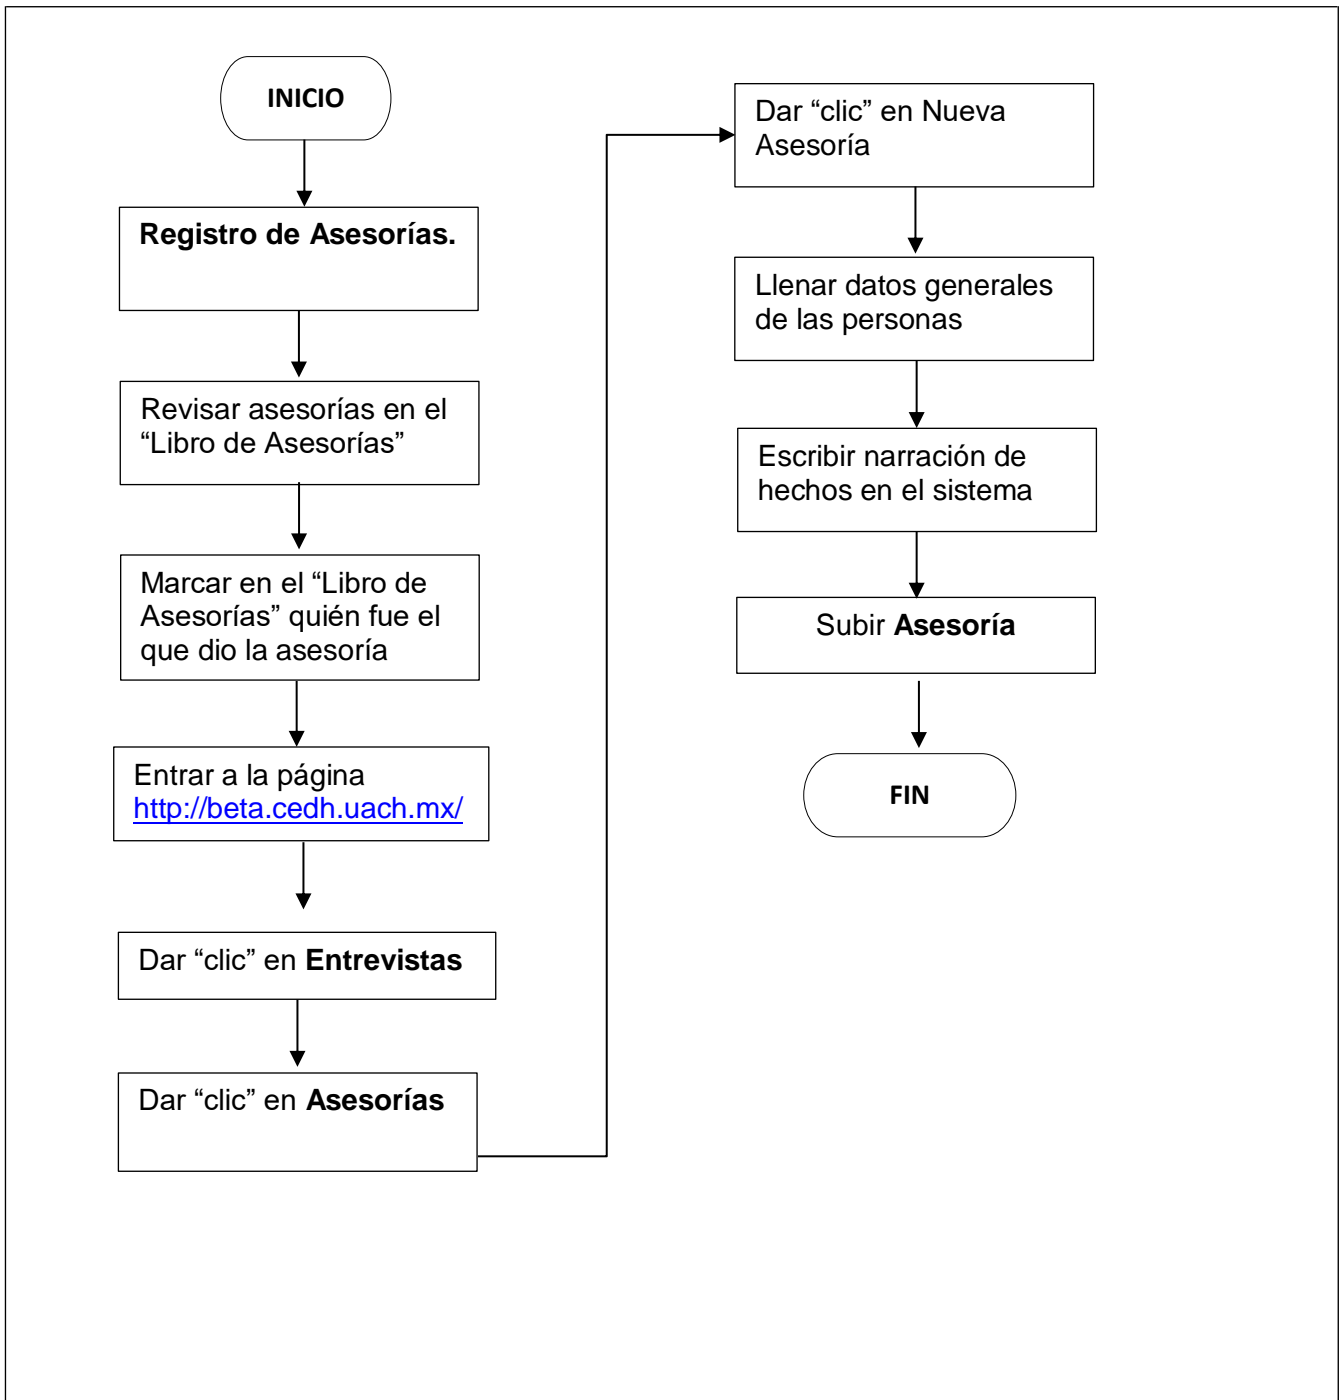 INICIO
Registro de Asesorías.
Revisar asesorías en el
“Libro de Asesorías”
Marcar en el “Libro de
Asesorías” quién fue el
que dio la asesoría
Entrar a la página
http://beta.cedh.uach.mx/
Dar “clic” en Entrevistas
Dar “clic” en Asesorías
Dar “clic” en Nueva
Asesoría
Llenar datos generales
de las personas
Escribir narración de
hechos en el sistema
Subir Asesoría
FIN